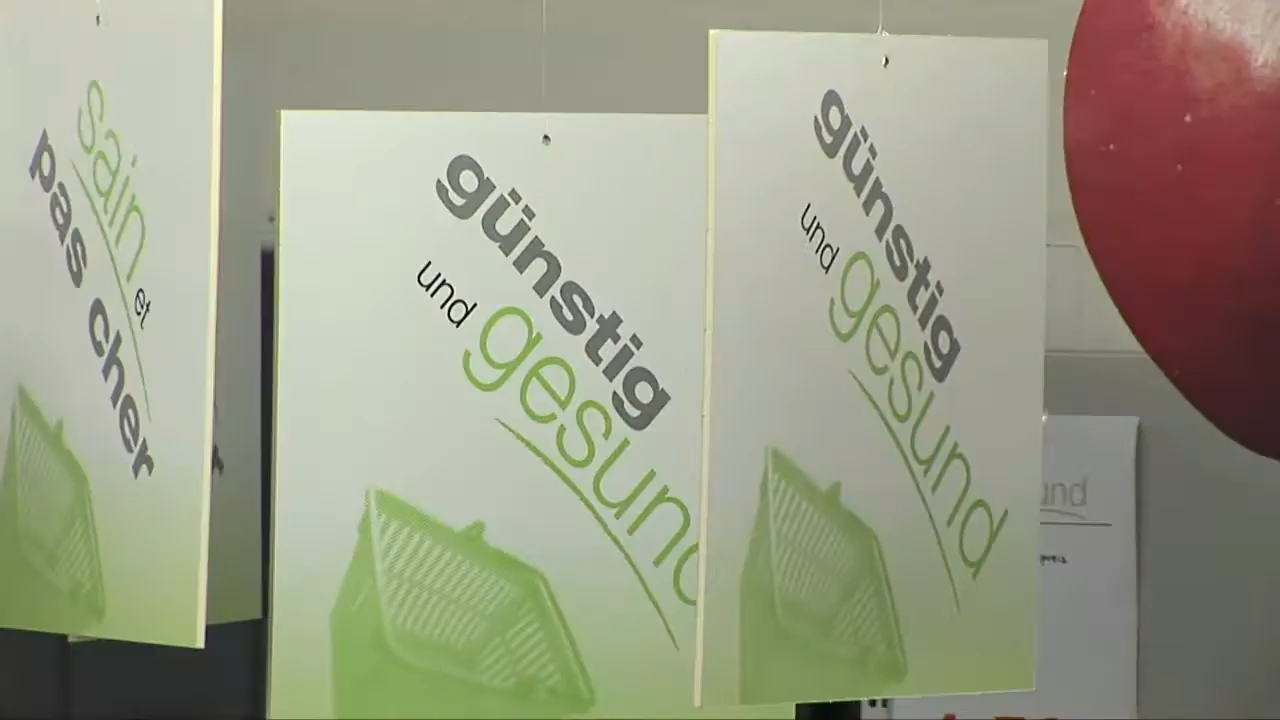 sain et
pas cher
günstig
und gesund
günstig
und gesund
und